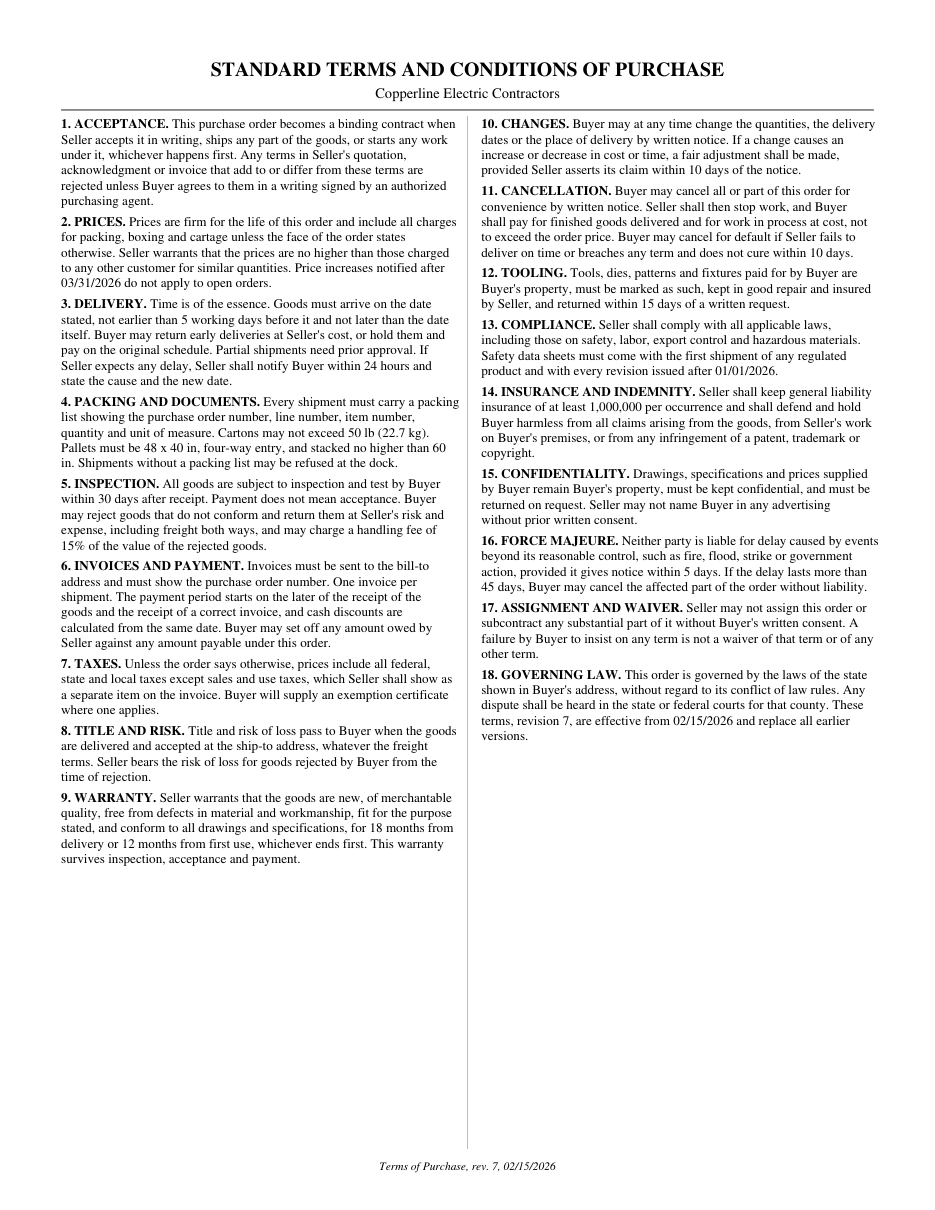 STANDARD TERMS AND CONDITIONS OF PURCHASE
Copperline Electric Contractors
1. ACCEPTANCE. This purchase order becomes a binding contract when
Seller accepts it in writing, ships any part of the goods, or starts any work
under it, whichever happens first. Any terms in Seller's quotation,
acknowledgment or invoice that add to or differ from these terms are
rejected unless Buyer agrees to them in a writing signed by an authorized
purchasing agent.
2. PRICES. Prices are firm for the life of this order and include all charges
for packing, boxing and cartage unless the face of the order states
otherwise. Seller warrants that the prices are no higher than those charged
to any other customer for similar quantities. Price increases notified after
03/31/2026 do not apply to open orders.
3. DELIVERY. Time is of the essence. Goods must arrive on the date
stated, not earlier than 5 working days before it and not later than the date
itself. Buyer may return early deliveries at Seller's cost, or hold them and
pay on the original schedule. Partial shipments need prior approval. If
Seller expects any delay, Seller shall notify Buyer within 24 hours and
state the cause and the new date.
4. PACKING AND DOCUMENTS. Every shipment must carry a packing
list showing the purchase order number, line number, item number,
quantity and unit of measure. Cartons may not exceed 50 lb (22.7 kg).
Pallets must be 48 x 40 in, four-way entry, and stacked no higher than 60
in. Shipments without a packing list may be refused at the dock.
5. INSPECTION. All goods are subject to inspection and test by Buyer
within 30 days after receipt. Payment does not mean acceptance. Buyer
may reject goods that do not conform and return them at Seller's risk and
expense, including freight both ways, and may charge a handling fee of
15% of the value of the rejected goods.
6. INVOICES AND PAYMENT. Invoices must be sent to the bill-to
address and must show the purchase order number. One invoice per
shipment. The payment period starts on the later of the receipt of the
goods and the receipt of a correct invoice, and cash discounts are
calculated from the same date. Buyer may set off any amount owed by
Seller against any amount payable under this order.
7. TAXES. Unless the order says otherwise, prices include all federal,
state and local taxes except sales and use taxes, which Seller shall show as
a separate item on the invoice. Buyer will supply an exemption certificate
where one applies.
8. TITLE AND RISK. Title and risk of loss pass to Buyer when the goods
are delivered and accepted at the ship-to address, whatever the freight
terms. Seller bears the risk of loss for goods rejected by Buyer from the
time of rejection.
9. WARRANTY. Seller warrants that the goods are new, of merchantable
quality, free from defects in material and workmanship, fit for the purpose
stated, and conform to all drawings and specifications, for 18 months from
delivery or 12 months from first use, whichever ends first. This warranty
survives inspection, acceptance and payment.
10. CHANGES. Buyer may at any time change the quantities, the delivery
dates or the place of delivery by written notice. If a change causes an
increase or decrease in cost or time, a fair adjustment shall be made,
provided Seller asserts its claim within 10 days of the notice.
11. CANCELLATION. Buyer may cancel all or part of this order for
convenience by written notice. Seller shall then stop work, and Buyer
shall pay for finished goods delivered and for work in process at cost, not
to exceed the order price. Buyer may cancel for default if Seller fails to
deliver on time or breaches any term and does not cure within 10 days.
12. TOOLING. Tools, dies, patterns and fixtures paid for by Buyer are
Buyer's property, must be marked as such, kept in good repair and insured
by Seller, and returned within 15 days of a written request.
13. COMPLIANCE. Seller shall comply with all applicable laws,
including those on safety, labor, export control and hazardous materials.
Safety data sheets must come with the first shipment of any regulated
product and with every revision issued after 01/01/2026.
14. INSURANCE AND INDEMNITY. Seller shall keep general liability
insurance of at least 1,000,000 per occurrence and shall defend and hold
Buyer harmless from all claims arising from the goods, from Seller's work
on Buyer's premises, or from any infringement of a patent, trademark or
copyright.
15. CONFIDENTIALITY. Drawings, specifications and prices supplied
by Buyer remain Buyer's property, must be kept confidential, and must be
returned on request. Seller may not name Buyer in any advertising
without prior written consent.
16. FORCE MAJEURE. Neither party is liable for delay caused by events
beyond its reasonable control, such as fire, flood, strike or government
action, provided it gives notice within 5 days. If the delay lasts more than
45 days, Buyer may cancel the affected part of the order without liability.
17. ASSIGNMENT AND WAIVER. Seller may not assign this order or
subcontract any substantial part of it without Buyer's written consent. A
failure by Buyer to insist on any term is not a waiver of that term or of any
other term.
18. GOVERNING LAW. This order is governed by the laws of the state
shown in Buyer's address, without regard to its conflict of law rules. Any
dispute shall be heard in the state or federal courts for that county. These
terms, revision 7, are effective from 02/15/2026 and replace all earlier
versions.
Terms of Purchase, rev. 7, 02/15/2026